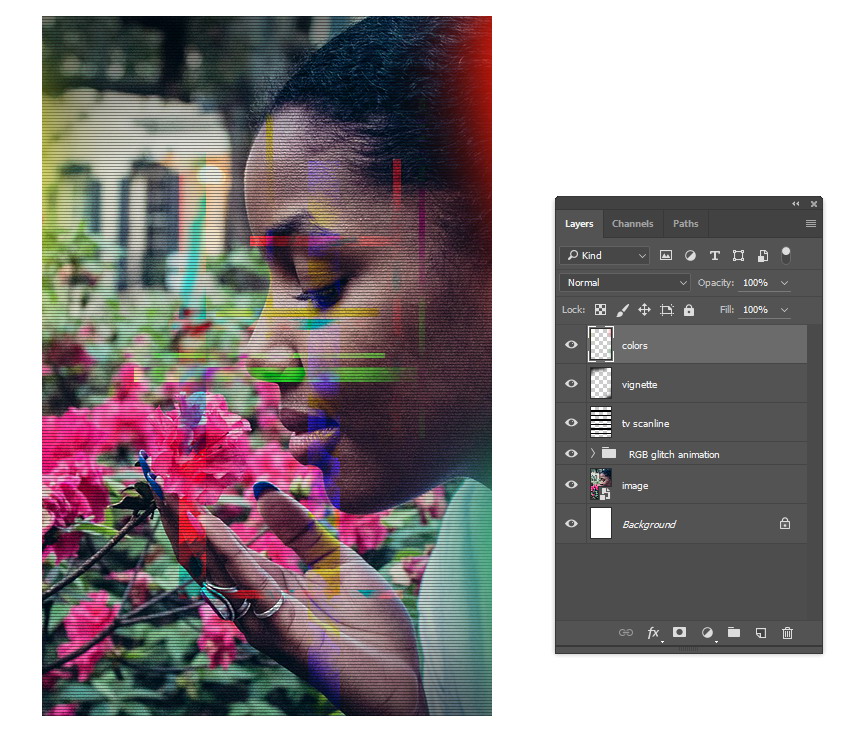 Layers Channels Paths
Kind T
Normal Opacity: 100%
Lock: Fill: 100%
colors
vignette
tv scanline
RGB glitch animation
image
Background
fx